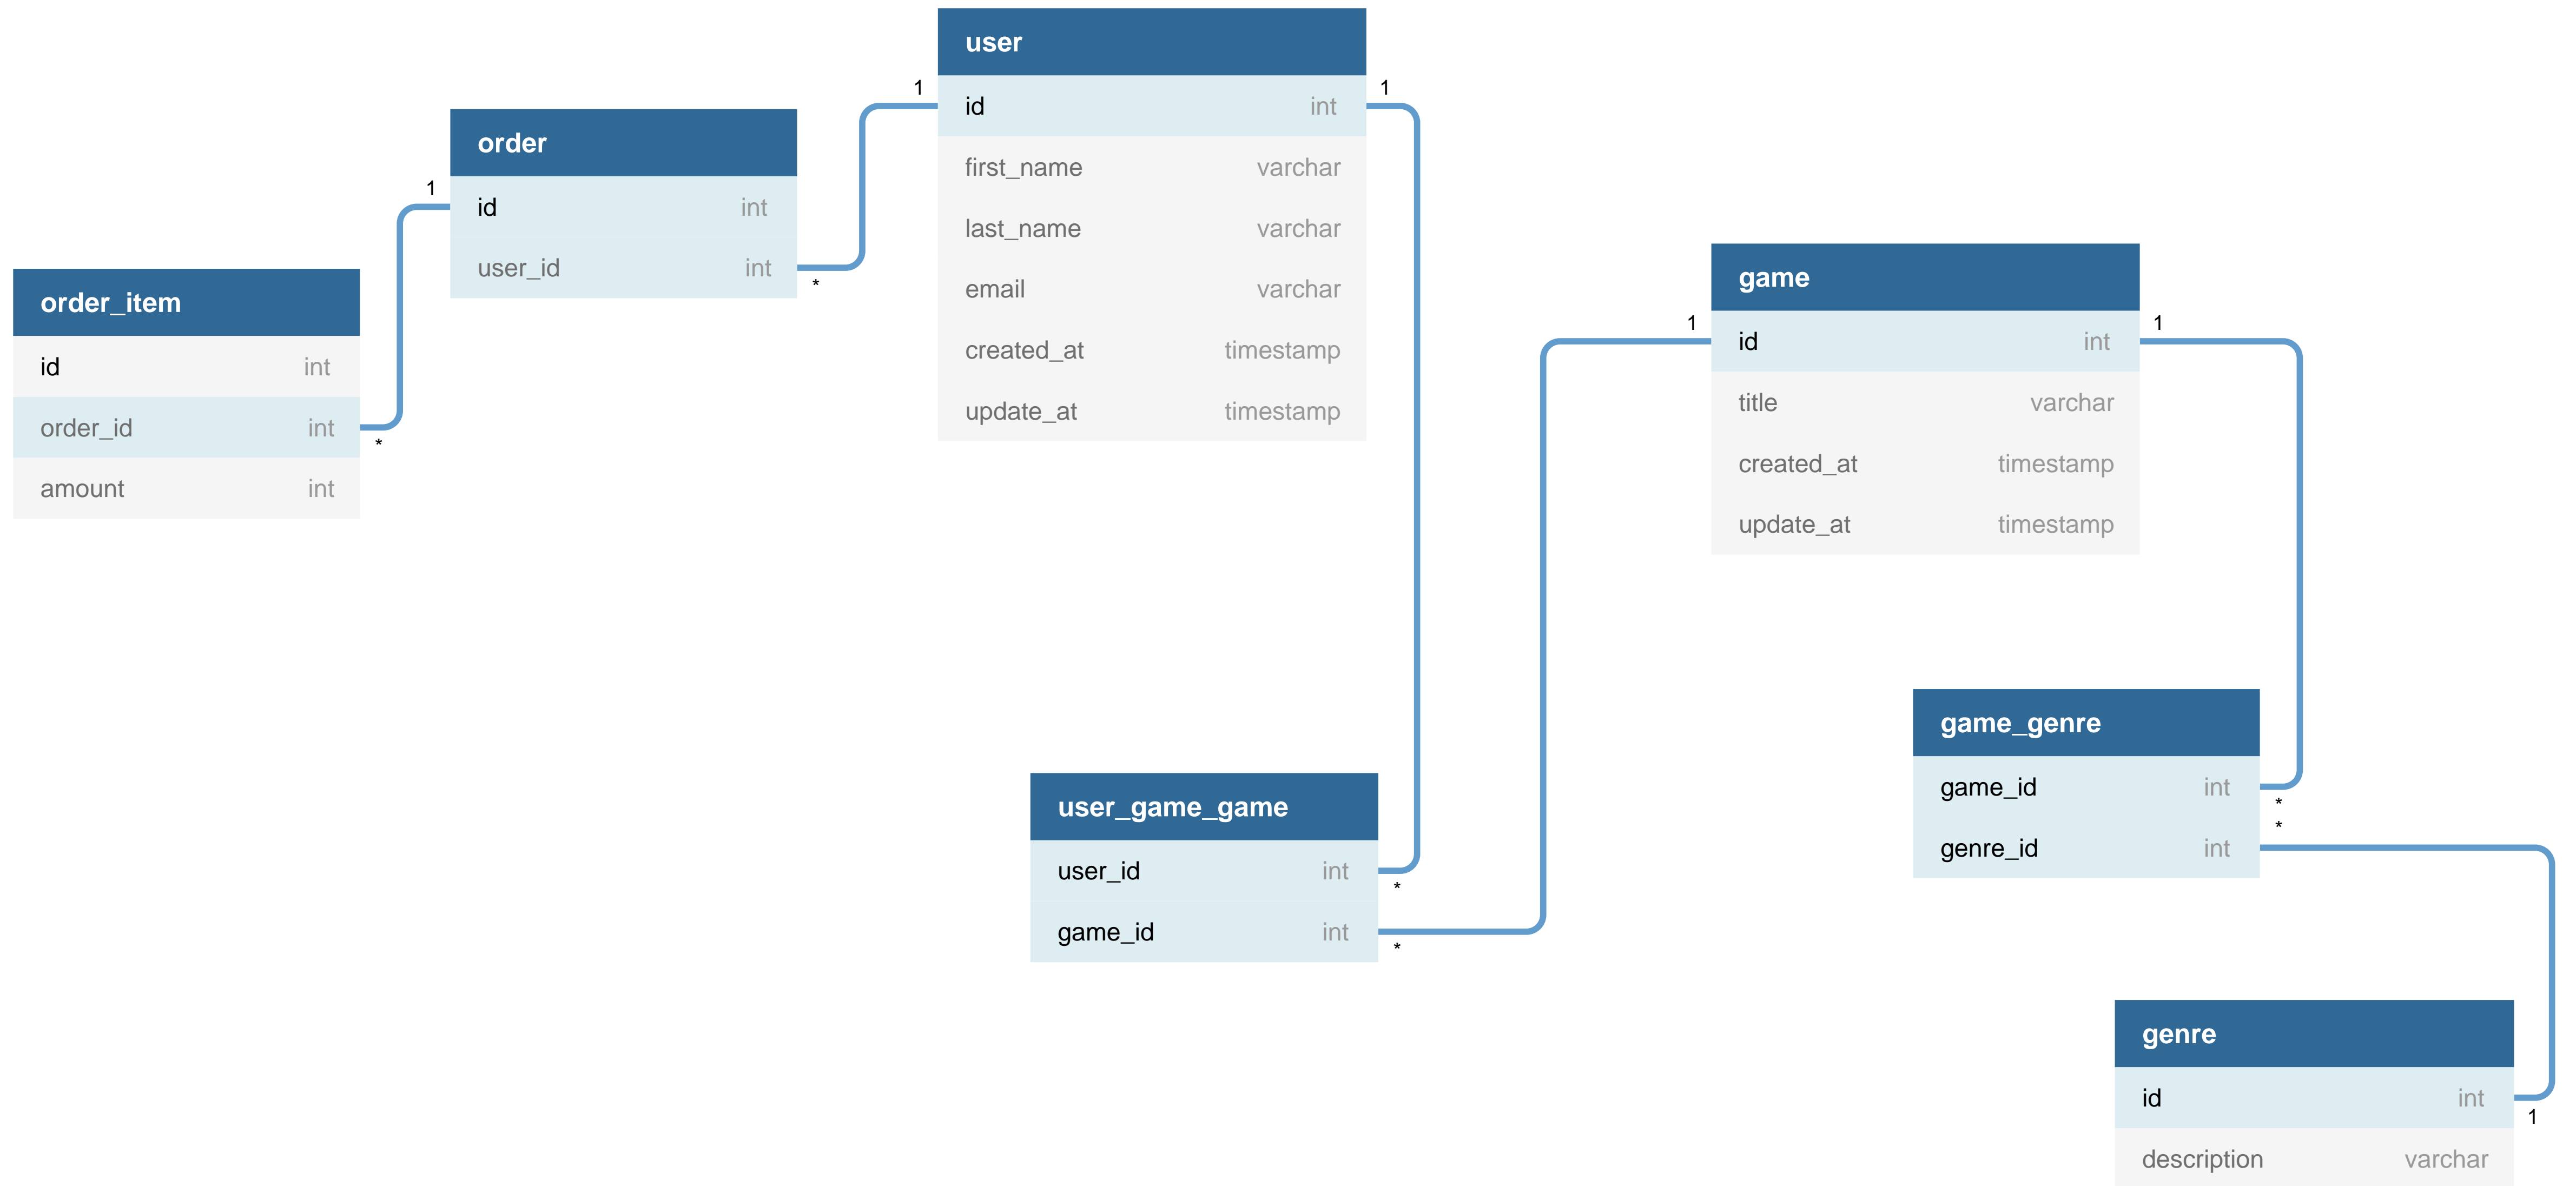 user
1
1
id int
first_name varchar
last_name varchar
email varchar
created_at timestamp
update_at timestamp
order
1
id int
user_id int
*
order_item
id int
order_id int
*
amount int
game
1
1
id int
title varchar
created_at timestamp
update_at timestamp
game_genre
game_id int
*
*
genre_id int
user_game_game
user_id int
*
game_id int
*
genre
id int
1
description varchar